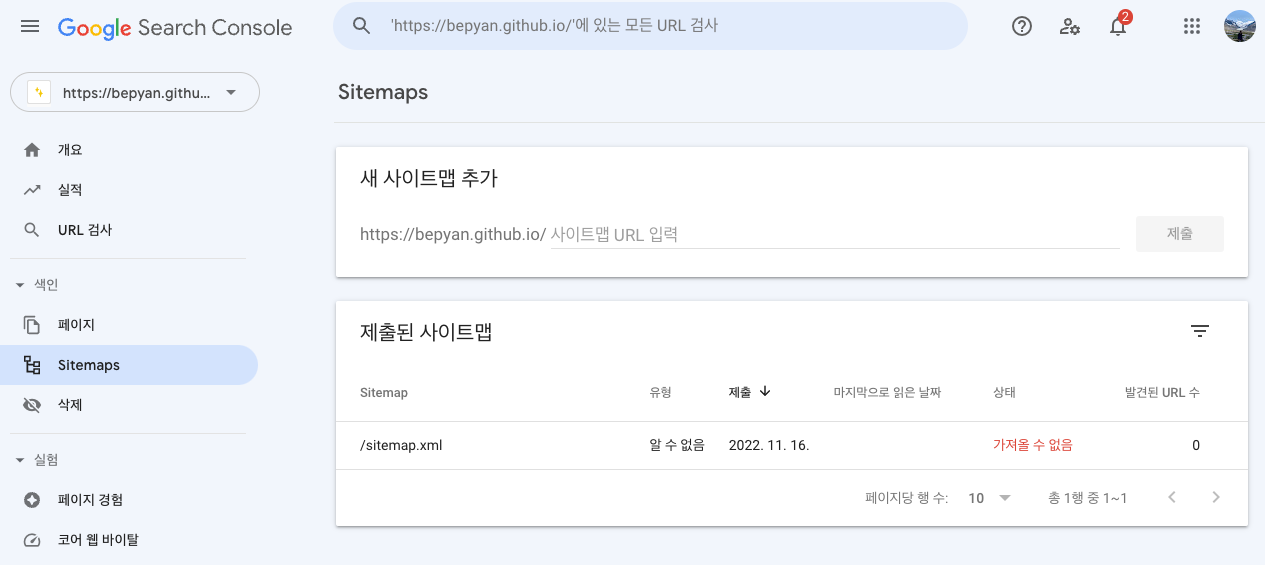 Google Search Console
'https://bepyan.github.io/'에 있는 모든 URL 검사
2
https://bepyan.githu...
Sitemaps
개요
실적
URL 검사
색인
페이지
Sitemaps
삭제
실험
페이지 경험
코어 웹 바이탈
새 사이트맵 추가
https://bepyan.github.io/ 사이트맵 URL 입력
제출
제출된 사이트맵
Sitemap 유형 제출 마지막으로 읽은 날짜 상태 발견된 URL 수
/sitemap.xml 알 수 없음 2022. 11. 16. 가져올 수 없음 0
페이지당 행 수: 10 총 1행 중 1~1